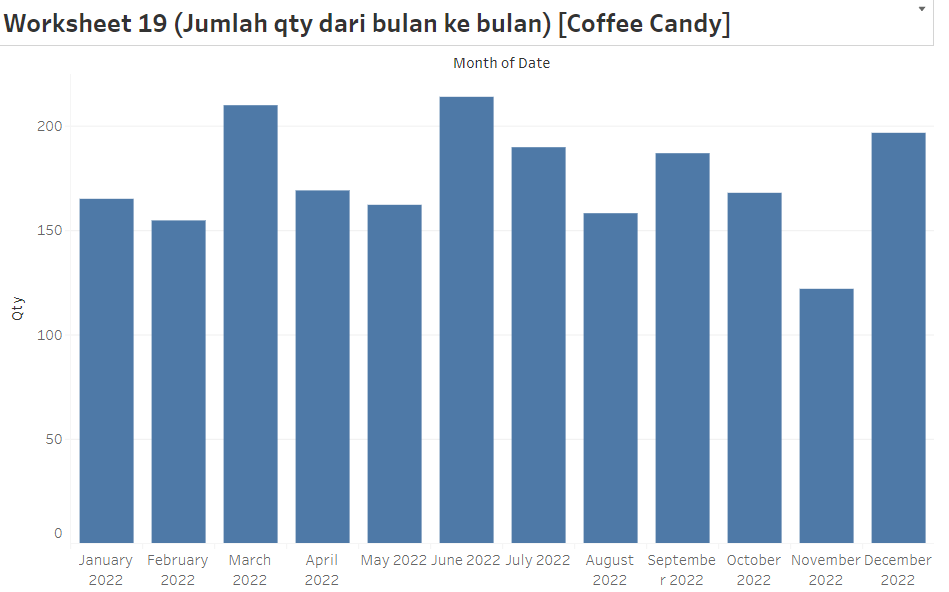 Worksheet 19 (Jumlah qty dari bulan ke bulan) [Coffee Candy]
Month of Date
Qty
200
150
100
50
0
January
2022
February
2022
March
2022
April
2022
May 2022
June 2022
July 2022
August
2022
Septembe
r 2022
October
2022
November
2022
December
2022